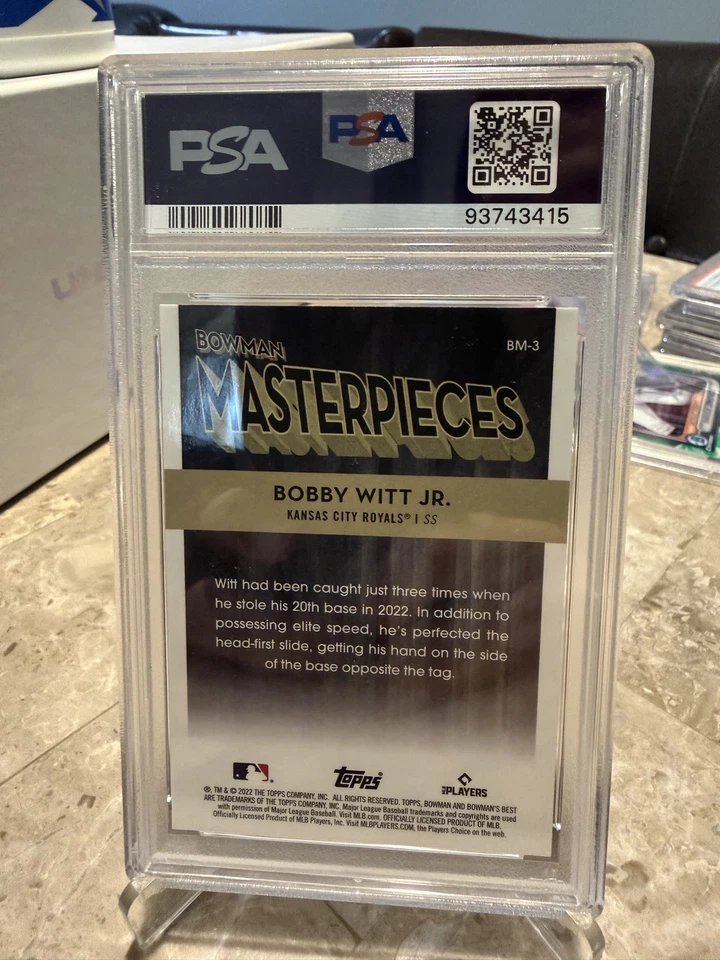 PSA PSA
93743415
BOWMAN BM-3
MASTERPIECES
BOBBY WITT JR.
KANSAS CITY ROYALS® | SS
Witt had been caught just three times when
he stole his 20th base in 2022. In addition to
possessing elite speed, he's perfected the
head-first slide, getting his hand on the side
of the base opposite the tag.
Topps®
PLAYERS
®, TM & © 2022 THE TOPPS COMPANY, INC. ALL RIGHTS RESERVED. TOPPS, BOWMAN AND BOWMAN'S BEST
ARE TRADEMARKS OF THE TOPPS COMPANY, INC. Major League Baseball trademarks and copyrights are used
with permission of Major League Baseball. Visit MLB.com. OFFICIALLY LICENSED PRODUCT OF MLB.
Officially Licensed Product of MLB Players, Inc. Visit MLBPLAYERS.COM, the Players Choice on the web.